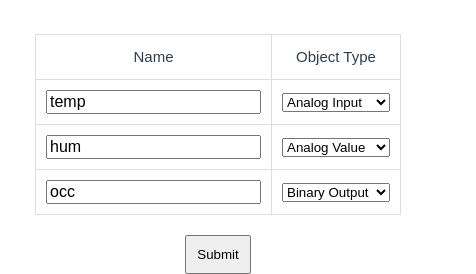 Name Object Type
temp Analog Input
hum Analog Value
occ Binary Output
Submit